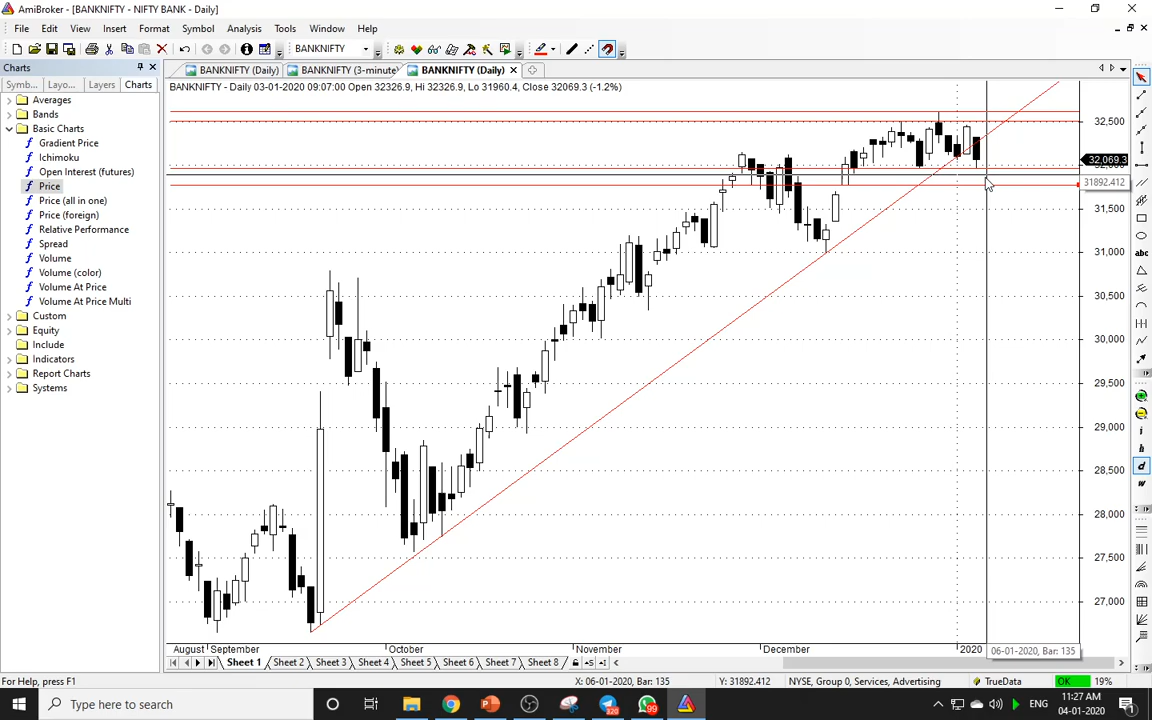 AmiBroker - [BANKNIFTY - NIFTY BANK - Daily]
File Edit View Insert Format Symbol Analysis Tools Window Help
BANKNIFTY
Charts
BANKNIFTY (Daily) BANKNIFTY (3-minute) BANKNIFTY (Daily)
Symb... Layo... Layers Charts
BANKNIFTY - Daily 03-01-2020 09:07:00 Open 32326.9, Hi 32326.9, Lo 31960.4, Close 32069.3 (-1.2%)
Averages
Bands
Basic Charts
Gradient Price
Ichimoku
Open Interest (futures)
Price
Price (all in one)
Price (foreign)
Relative Performance
Spread
Volume
Volume (color)
Volume At Price
Volume At Price Multi
Custom
Equity
Include
Indicators
Report Charts
Systems
32,500
32,069.3
32,000
31892.412
31,500
31,000
30,500
30,000
29,500
29,000
28,500
28,000
27,500
27,000
abc
i
h
d
w
August September October November December 2020
06-01-2020, Bar: 135
Sheet 1 Sheet 2 Sheet 3 Sheet 4 Sheet 5 Sheet 6 Sheet 7 Sheet 8
For Help, press F1 X: 06-01-2020, Bar: 135 Y: 31892.412 NYSE, Group 0, Services, Advertising TrueData OK 19%
Type here to search
ENG
11:27 AM
04-01-2020